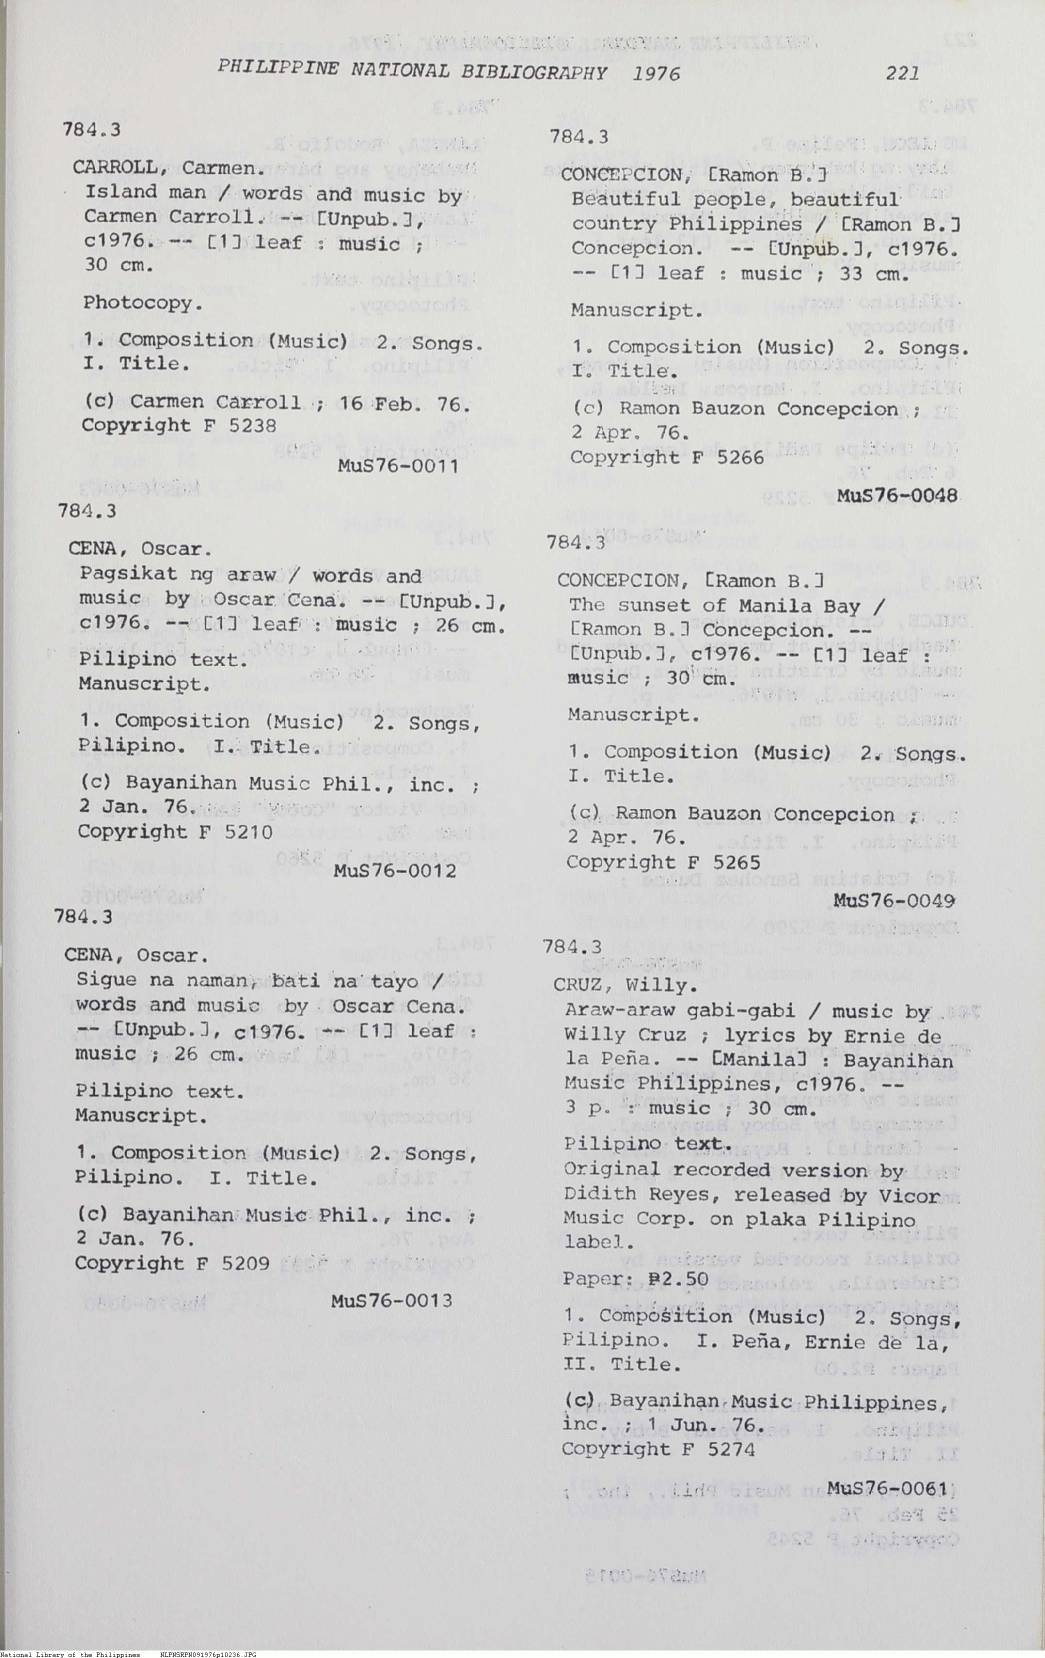 PHILIPPINE NATIONAL BIBLIOGRAPHY 1976 221
784.3
CARROLL, Carmen.
Island man / words and music by
Carmen Carroll. -- [Unpub.],
c1976. -- [1] leaf : music ;
30 cm.
Photocopy.
1. Composition (Music) 2. Songs.
I. Title.
(c) Carmen Carroll ; 16 Feb. 76.
Copyright F 5238
MuS76-0011
784.3
CENA, Oscar.
Pagsikat ng araw / words and
music by Oscar Cena. -- [Unpub.],
c1976. -- [1] leaf : music ; 26 cm.
Pilipino text.
Manuscript.
1. Composition (Music) 2. Songs,
Pilipino. I. Title.
(c) Bayanihan Music Phil., inc. ;
2 Jan. 76.
Copyright F 5210
MuS76-0012
784.3
CENA, Oscar.
Sigue na naman, bati na tayo /
words and music by Oscar Cena.
-- [Unpub.], c1976. -- [1] leaf :
music ; 26 cm.
Pilipino text.
Manuscript.
1. Composition (Music) 2. Songs,
Pilipino. I. Title.
(c) Bayanihan Music Phil., inc. ;
2 Jan. 76.
Copyright F 5209
MuS76-0013
784.3
CONCEPCION, [Ramon B.]
Beautiful people, beautiful
country Philippines / [Ramon B.]
Concepcion. -- [Unpub.], c1976.
-- [1] leaf : music ; 33 cm.
Manuscript.
1. Composition (Music) 2. Songs.
I. Title.
(c) Ramon Bauzon Concepcion ;
2 Apr. 76.
Copyright F 5266
MuS76-0048
784.3
CONCEPCION, [Ramon B.]
The sunset of Manila Bay /
[Ramon B.] Concepcion. --
[Unpub.], c1976. -- [1] leaf :
music ; 30 cm.
Manuscript.
1. Composition (Music) 2. Songs.
I. Title.
(c) Ramon Bauzon Concepcion ;
2 Apr. 76.
Copyright F 5265
MuS76-0049
784.3
CRUZ, Willy.
Araw-araw gabi-gabi / music by
Willy Cruz ; lyrics by Ernie de
la Peña. -- [Manila] : Bayanihan
Music Philippines, c1976. --
3 p. : music ; 30 cm.
Pilipino text.
Original recorded version by
Didith Reyes, released by Vicor
Music Corp. on plaka Pilipino
label.
Paper: ₱2.50
1. Composition (Music) 2. Songs,
Pilipino. I. Peña, Ernie de la,
II. Title.
(c) Bayanihan Music Philippines,
inc. ; 1 Jun. 76.
Copyright F 5274
MuS76-0061
National Library of the Philippines NLPNSRPN091976p10236.JPG